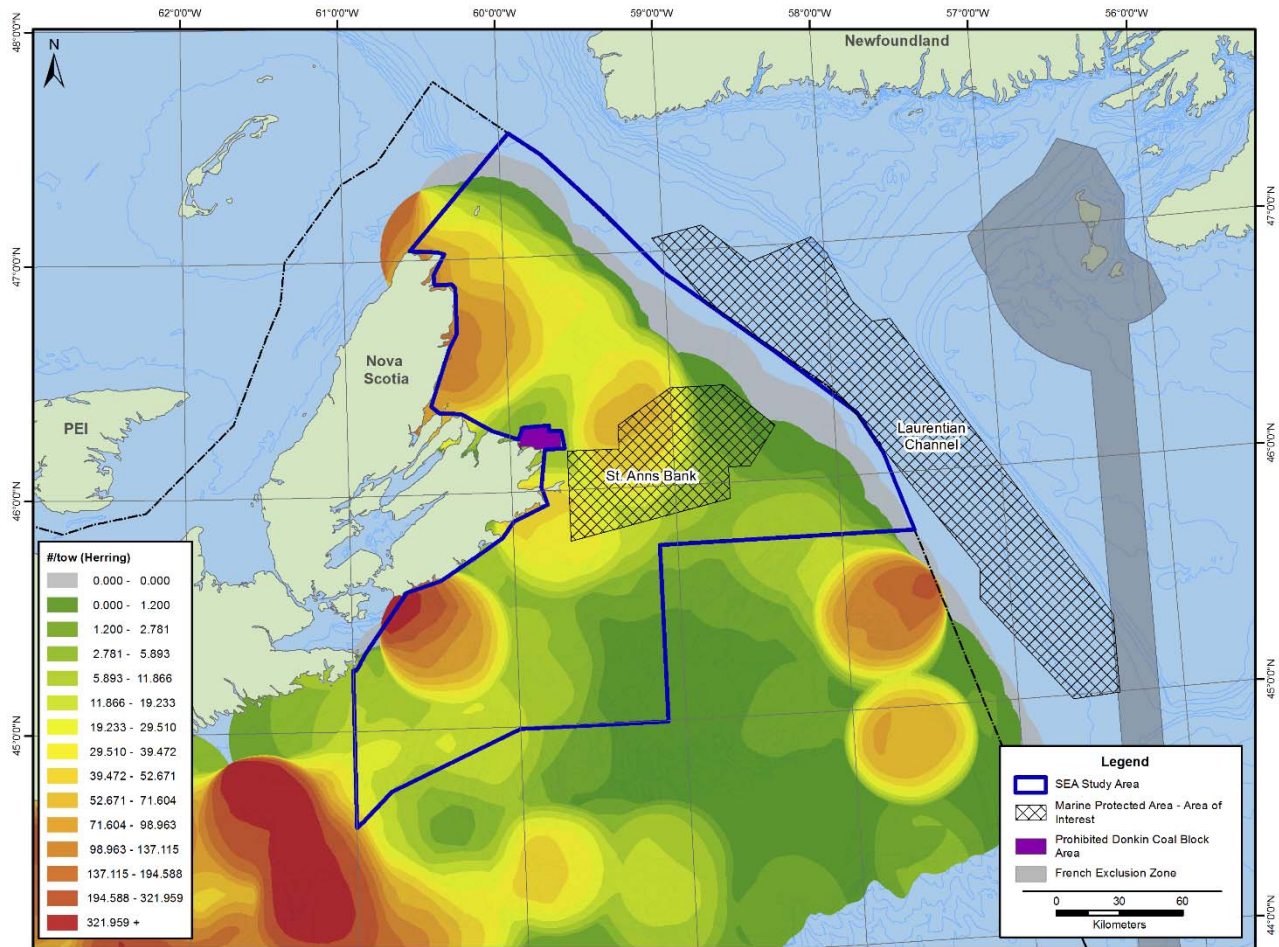 62°0'0"W
61°0'0"W
60°0'0"W
59°0'0"W
58°0'0"W
57°0'0"W
56°0'0"W
48°0'0"N
N
Newfoundland
47°0'0"N
47°0'0"N
Nova
Scotia
PEI
Laurentian
Channel
46°0'0"N
St. Anns Bank
46°0'0"N
#/tow (Herring)
0.000 - 0.000
0.000 - 1.200
1.200 - 2.781
2.781 - 5.893
5.893 - 11.866
11.866 - 19.233
19.233 - 29.510
29.510 - 39.472
39.472 - 52.671
52.671 - 71.604
71.604 - 98.963
98.963 - 137.115
137.115 - 194.588
194.588 - 321.959
321.959 +
45°0'0"N
45°0'0"N
Legend
SEA Study Area
Marine Protected Area - Area of
Interest
Prohibited Donkin Coal Block
Area
French Exclusion Zone
0 30 60
Kilometers
44°0'0"N